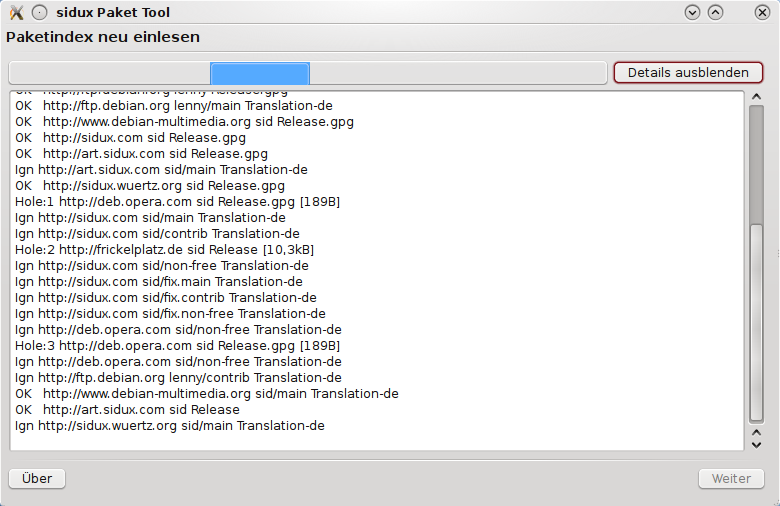 sidux Paket Tool
Paketindex neu einlesen
Details ausblenden
OK http://ftp.debian.org lenny Release.gpg
OK http://ftp.debian.org lenny/main Translation-de
OK http://www.debian-multimedia.org sid Release.gpg
OK http://sidux.com sid Release.gpg
OK http://art.sidux.com sid Release.gpg
Ign http://art.sidux.com sid/main Translation-de
OK http://sidux.wuertz.org sid Release.gpg
Hole:1 http://deb.opera.com sid Release.gpg [189B]
Ign http://sidux.com sid/main Translation-de
Ign http://sidux.com sid/contrib Translation-de
Hole:2 http://frickelplatz.de sid Release [10,3kB]
Ign http://sidux.com sid/non-free Translation-de
Ign http://sidux.com sid/fix.main Translation-de
Ign http://sidux.com sid/fix.contrib Translation-de
Ign http://sidux.com sid/fix.non-free Translation-de
Ign http://deb.opera.com sid/non-free Translation-de
Hole:3 http://deb.opera.com sid Release.gpg [189B]
Ign http://deb.opera.com sid/non-free Translation-de
Ign http://ftp.debian.org lenny/contrib Translation-de
OK http://www.debian-multimedia.org sid/main Translation-de
OK http://art.sidux.com sid Release
Ign http://sidux.wuertz.org sid/main Translation-de
Über
Weiter